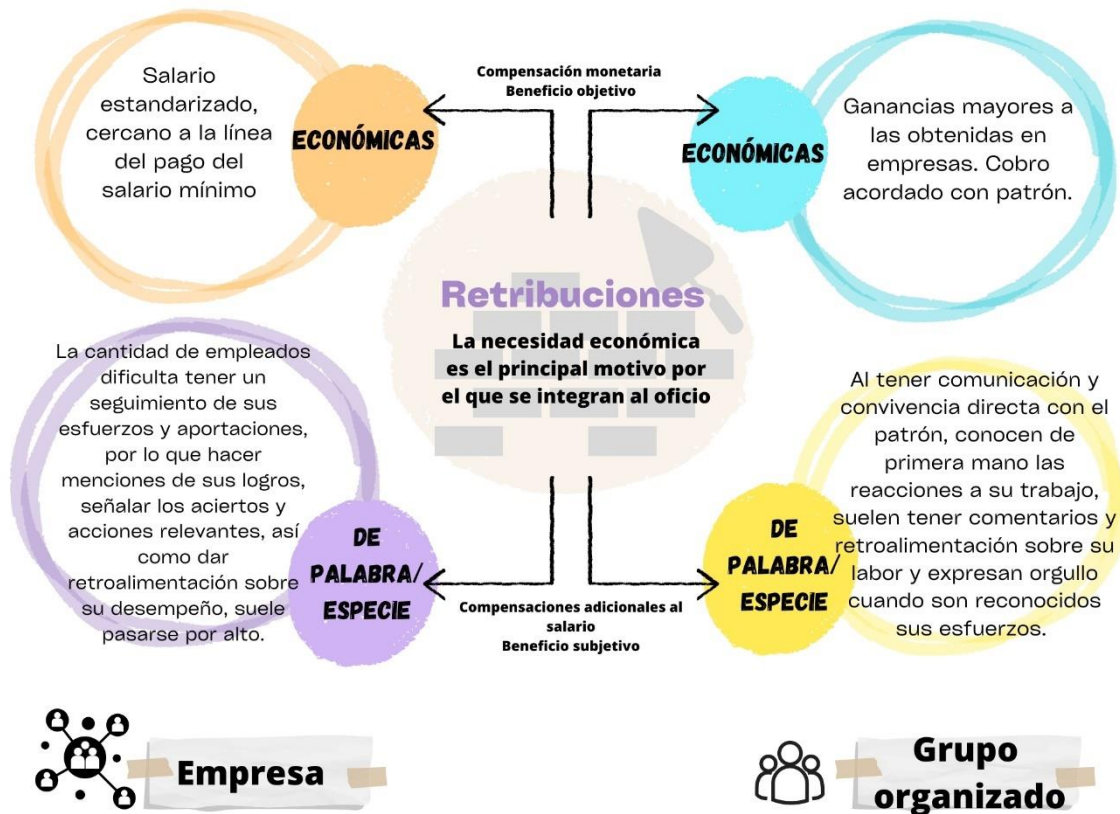 Salario
estandarizado,
cercano a la línea
del pago del
salario mínimo
ECONÓMICAS
Compensación monetaria
Beneficio objetivo
ECONÓMICAS
Ganancias mayores a
las obtenidas en
empresas. Cobro
acordado con patrón.
Retribuciones
La necesidad económica
es el principal motivo por
el que se integran al oficio
La cantidad de empleados
dificulta tener un
seguimiento de sus
esfuerzos y aportaciones,
por lo que hacer
menciones de sus logros,
señalar los aciertos y
acciones relevantes, así
como dar
retroalimentación sobre
su desempeño, suele
pasarse por alto.
DE
PALABRA/
ESPECIE
Compensaciones adicionales al
salario
Beneficio subjetivo
DE
PALABRA/
ESPECIE
Al tener comunicación y
convivencia directa con el
patrón, conocen de
primera mano las
reacciones a su trabajo,
suelen tener comentarios y
retroalimentación sobre su
labor y expresan orgullo
cuando son reconocidos
sus esfuerzos.
Empresa
Grupo
organizado